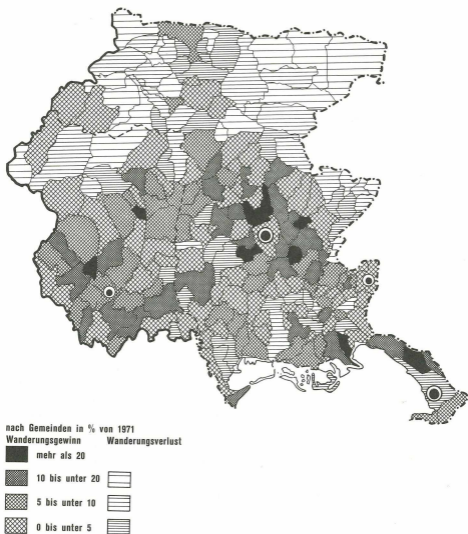 nach Gemeinden in % von 1971
Wanderungsgewinn Wanderungsverlust
mehr als 20
10 bis unter 20
5 bis unter 10
0 bis unter 5